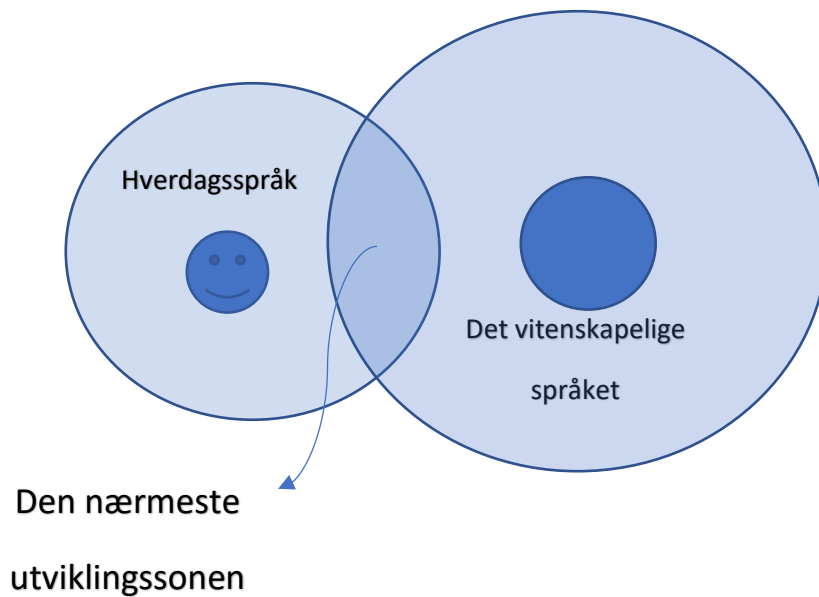 Hverdagsspråk
Det vitenskapelige
språket
Den nærmeste
utviklingssonen